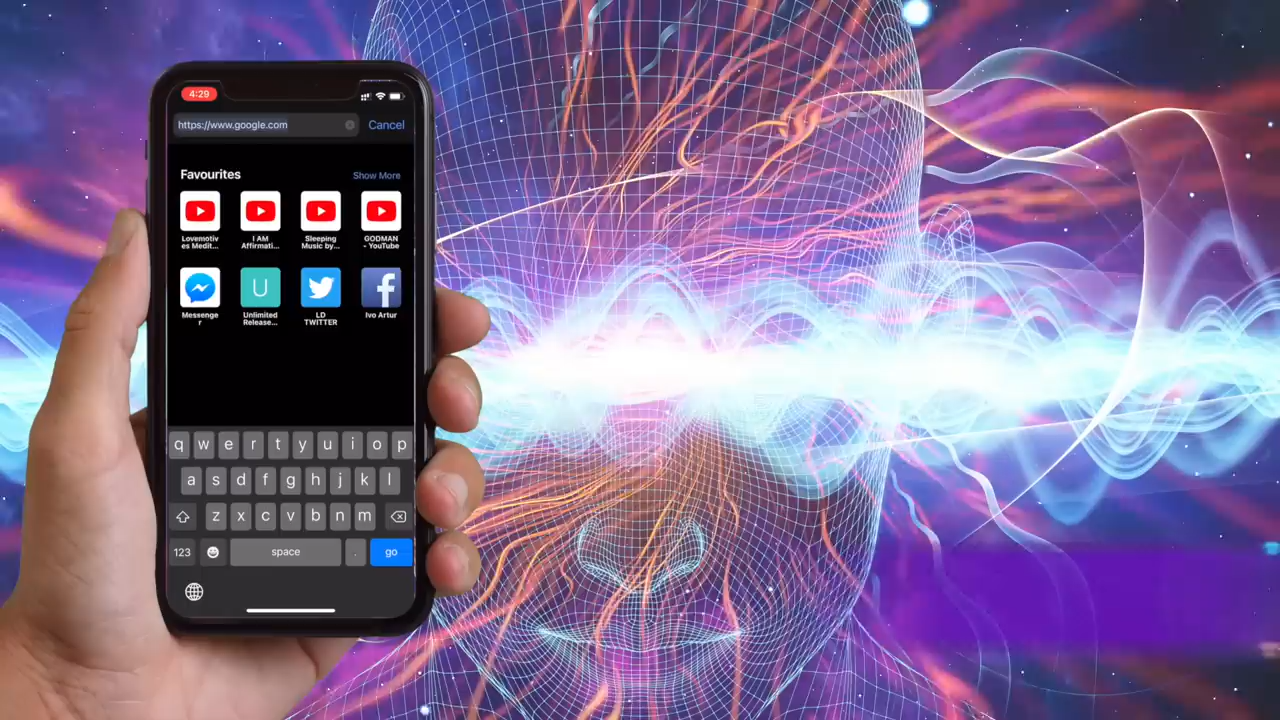 4:29
https://www.google.com
Cancel
Favourites
Show More
Lovemotiv
es Medit...
I AM
Affirmati...
Sleeping
Music by...
GODMAN
- YouTube
U
Messenge
r
Unlimited
Release...
LD
TWITTER
Ivo Artur
q w e r t y u i o p
a s d f g h j k l
z x c v b n m
123
space
.
go